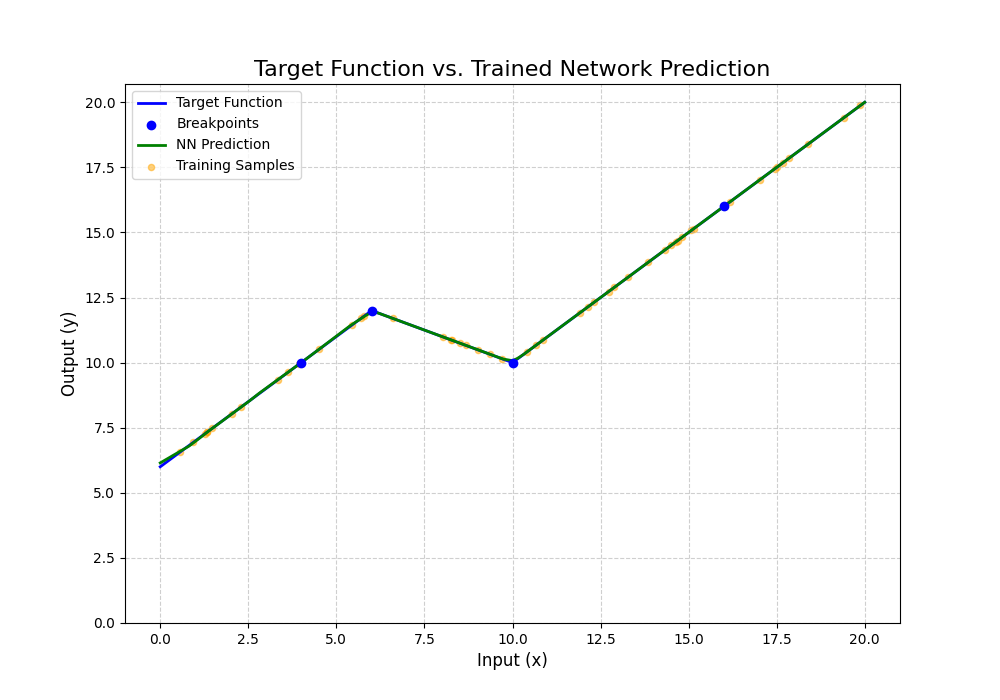 Target Function vs. Trained Network Prediction
Target Function
Breakpoints
NN Prediction
Training Samples
20.0
17.5
15.0
12.5
10.0
7.5
5.0
2.5
0.0
Output (y)
0.0 2.5 5.0 7.5 10.0 12.5 15.0 17.5 20.0
Input (x)